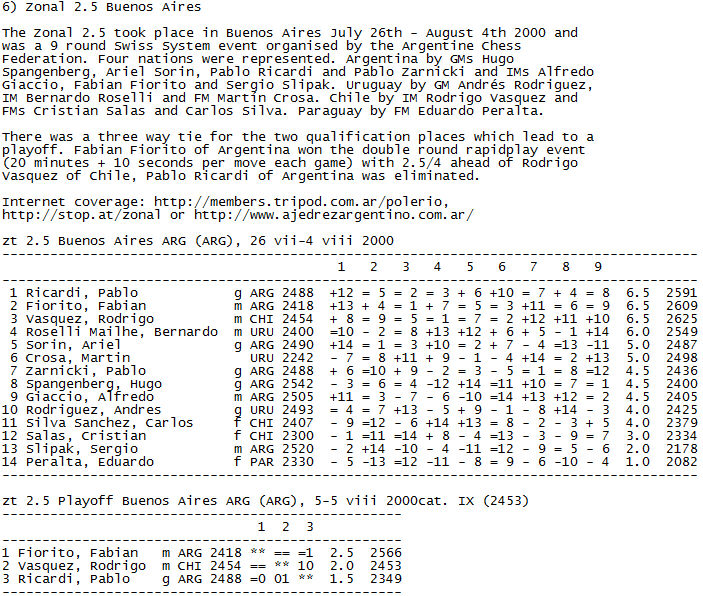 6) Zonal 2.5 Buenos Aires
The Zonal 2.5 took place in Buenos Aires July 26th - August 4th 2000 and
was a 9 round Swiss System event organised by the Argentine Chess
Federation. Four nations were represented. Argentina by GMs Hugo
Spangenberg, Ariel Sorin, Pablo Ricardi and Pablo Zarnicki and IMs Alfredo
Giaccio, Fabian Fiorito and Sergio Slipak. Uruguay by GM Andrés Rodriguez,
IM Bernardo Roselli and FM Martín Crosa. Chile by IM Rodrigo Vasquez and
FMs Cristian Salas and Carlos Silva. Paraguay by FM Eduardo Peralta.
There was a three way tie for the two qualification places which lead to a
playoff. Fabian Fiorito of Argentina won the double round rapidplay event
(20 minutes + 10 seconds per move each game) with 2.5/4 ahead of Rodrigo
Vasquez of Chile, Pablo Ricardi of Argentina was eliminated.
Internet coverage: http://members.tripod.com.ar/polerio,
http://stop.at/zonal or http://www.ajedrezargentino.com.ar/
zt 2.5 Buenos Aires ARG (ARG), 26 vii-4 viii 2000
1 2 3 4 5 6 7 8 9
1 Ricardi, Pablo g ARG 2488 +12 = 5 = 2 = 3 + 6 +10 = 7 + 4 = 8 6.5 2591
2 Fiorito, Fabian m ARG 2418 +13 + 4 = 1 + 7 = 5 = 3 +11 = 6 = 9 6.5 2609
3 Vasquez, Rodrigo m CHI 2454 + 8 = 9 = 5 = 1 = 7 = 2 +12 +11 +10 6.5 2625
4 Roselli Mailhe, Bernardo m URU 2400 =10 - 2 = 8 +13 +12 + 6 + 5 - 1 +14 6.0 2549
5 Sorin, Ariel g ARG 2490 +14 = 1 = 3 +10 = 2 + 7 - 4 =13 -11 5.0 2487
6 Crosa, Martin URU 2242 - 7 = 8 +11 + 9 - 1 - 4 +14 = 2 +13 5.0 2498
7 Zarnicki, Pablo g ARG 2488 + 6 =10 + 9 - 2 = 3 - 5 = 1 = 8 =12 4.5 2436
8 Spangenberg, Hugo g ARG 2542 - 3 = 6 = 4 -12 +14 =11 +10 = 7 = 1 4.5 2400
9 Giaccio, Alfredo m ARG 2505 +11 = 3 - 7 - 6 -10 =14 +13 +12 = 2 4.5 2405
10 Rodriguez, Andres g URU 2493 = 4 = 7 +13 - 5 + 9 - 1 - 8 +14 - 3 4.0 2425
11 Silva Sanchez, Carlos f CHI 2407 - 9 =12 - 6 +14 +13 = 8 - 2 - 3 + 5 4.0 2379
12 Salas, Cristian f CHI 2300 - 1 =11 =14 + 8 - 4 =13 - 3 - 9 = 7 3.0 2334
13 Slipak, Sergio m ARG 2520 - 2 +14 -10 - 4 -11 =12 - 9 = 5 - 6 2.0 2178
14 Peralta, Eduardo f PAR 2330 - 5 -13 =12 -11 - 8 = 9 - 6 -10 - 4 1.0 2082
zt 2.5 Playoff Buenos Aires ARG (ARG), 5-5 viii 2000cat. IX (2453)
1 2 3
1 Fiorito, Fabian m ARG 2418 ** == =1 2.5 2566
2 Vasquez, Rodrigo m CHI 2454 == ** 10 2.0 2453
3 Ricardi, Pablo g ARG 2488 =0 01 ** 1.5 2349